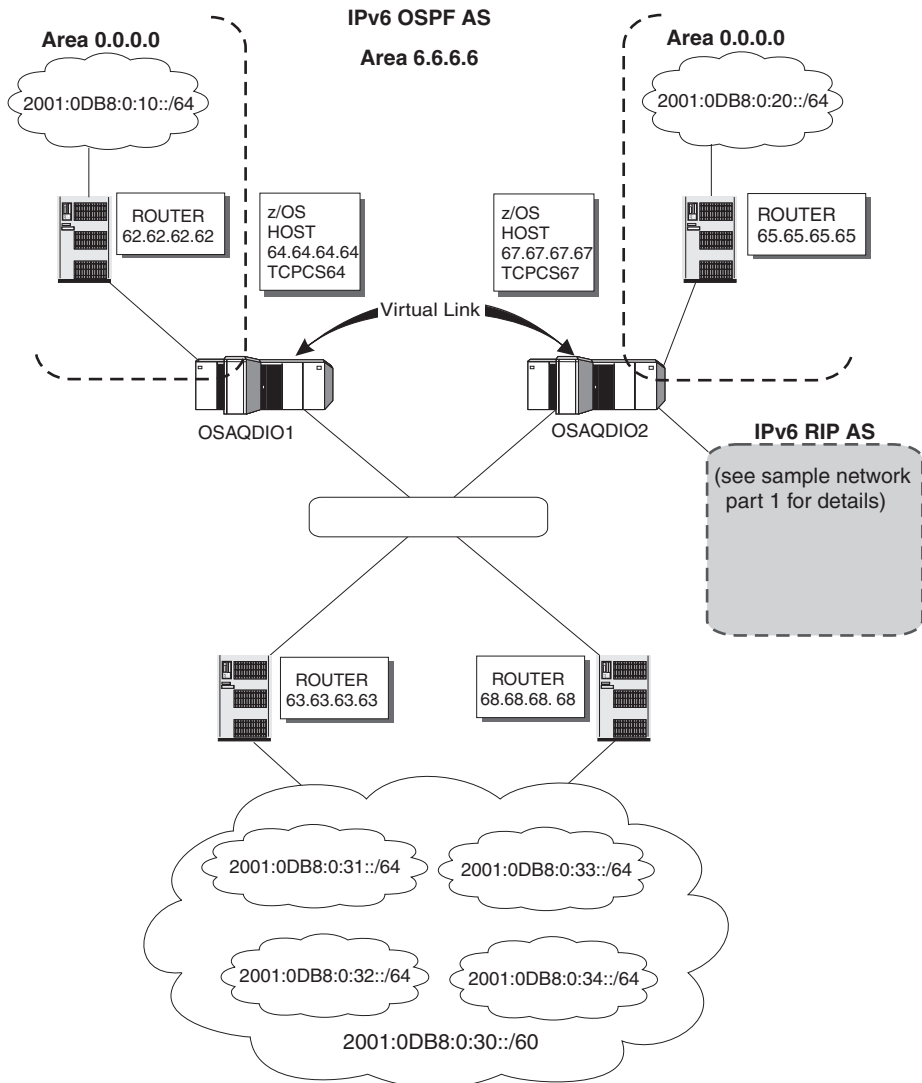 IPv6 OSPF AS
Area 0.0.0.0
Area 6.6.6.6
Area 0.0.0.0
2001:0DB8:0:10::/64
2001:0DB8:0:20::/64
ROUTER
62.62.62.62
z/OS
HOST
64.64.64.64
TCPCS64
z/OS
HOST
67.67.67.67
TCPCS67
ROUTER
65.65.65.65
Virtual Link
OSAQDIO1
OSAQDIO2
IPv6 RIP AS
(see sample network
part 1 for details)
ROUTER
63.63.63.63
ROUTER
68.68.68. 68
2001:0DB8:0:31::/64
2001:0DB8:0:33::/64
2001:0DB8:0:32::/64
2001:0DB8:0:34::/64
2001:0DB8:0:30::/60